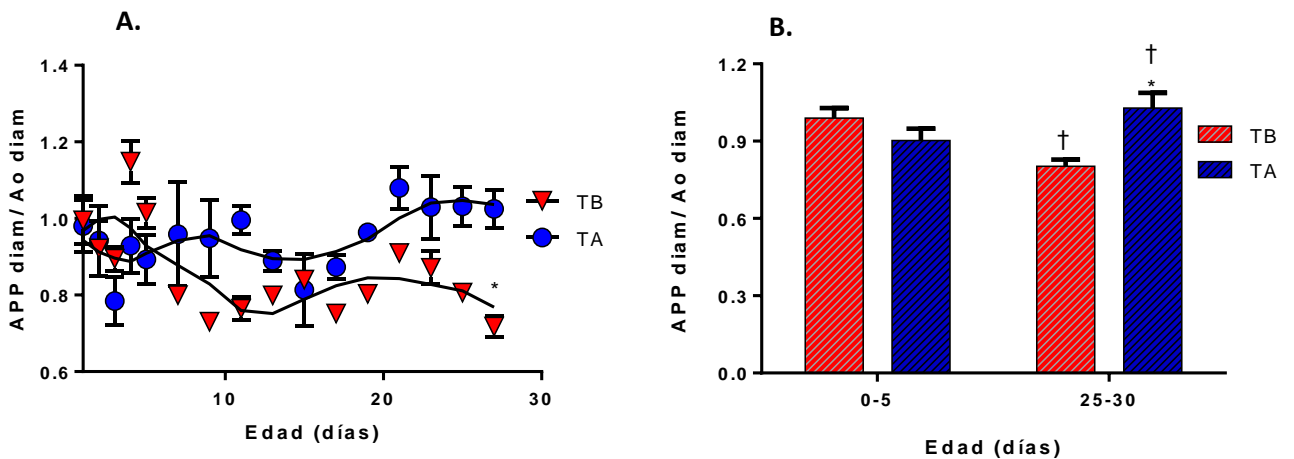 A.
1.4
1.2
1.0
0.8
0.6
APP diam/ Ao diam
10
20
30
Edad (días)
*
TB
TA
B.
1.2
0.9
0.6
0.3
0.0
APP diam/ Ao diam
†
†
*
0-5
25-30
Edad (días)
TB
TA